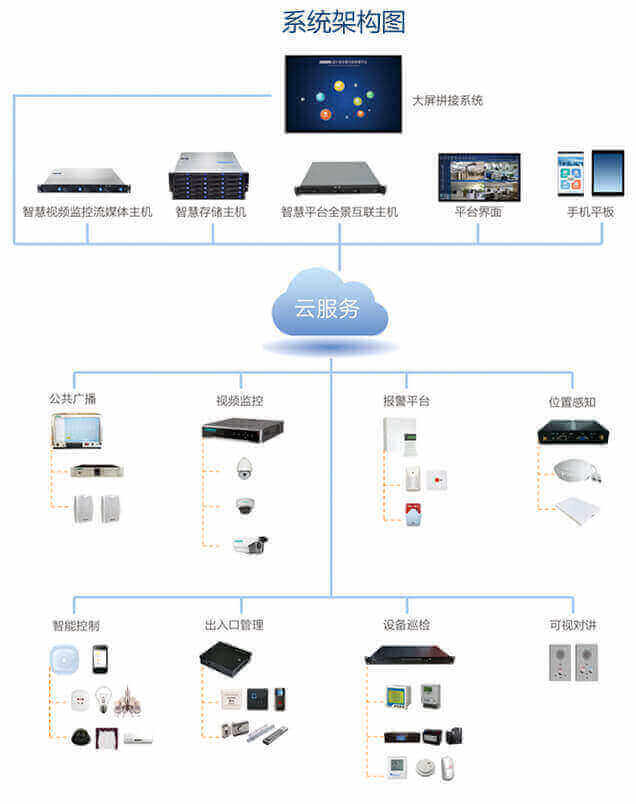 系统架构图
大屏拼接系统
智慧视频监控流媒体主机
智慧存储主机
智慧平台全景互联主机
平台界面
手机平板
云服务
公共广播
视频监控
报警平台
位置感知
智能控制
出入口管理
设备巡检
可视对讲